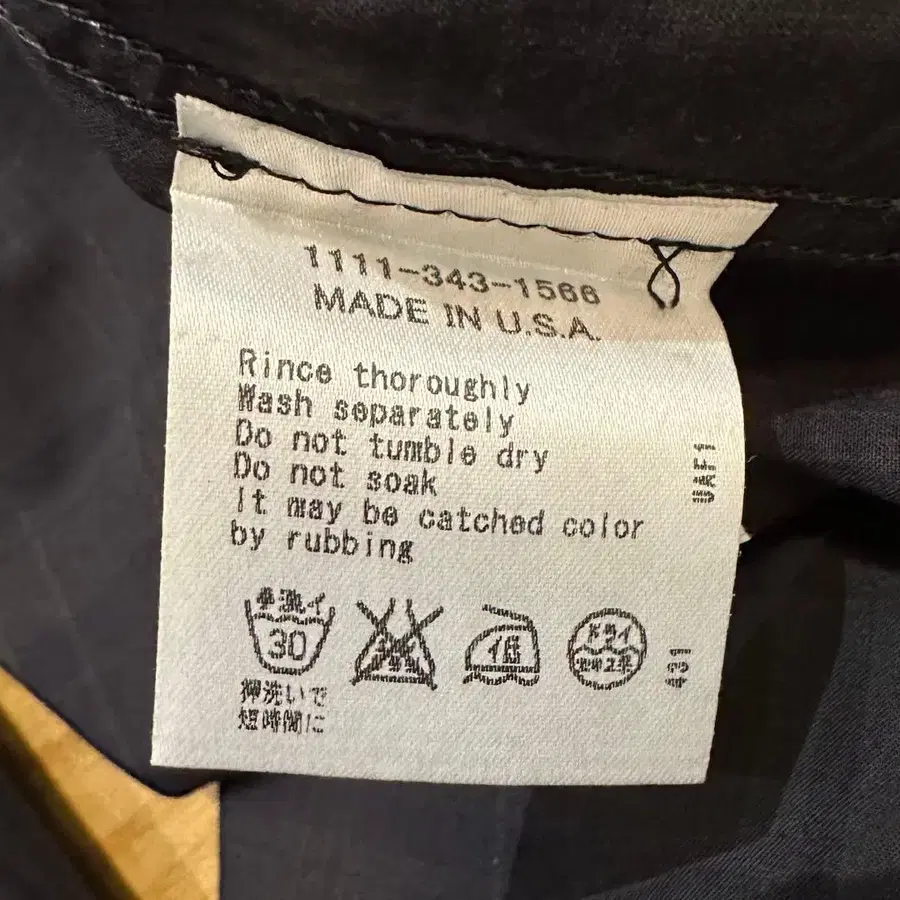 1111-343-1566
MADE IN U.S.A.
Rince thoroughly
Wash separately
Do not tumble dry
Do not soak
It may be catched color
by rubbing
手洗イ
30
押洗いで
短時間に
低
ドライ